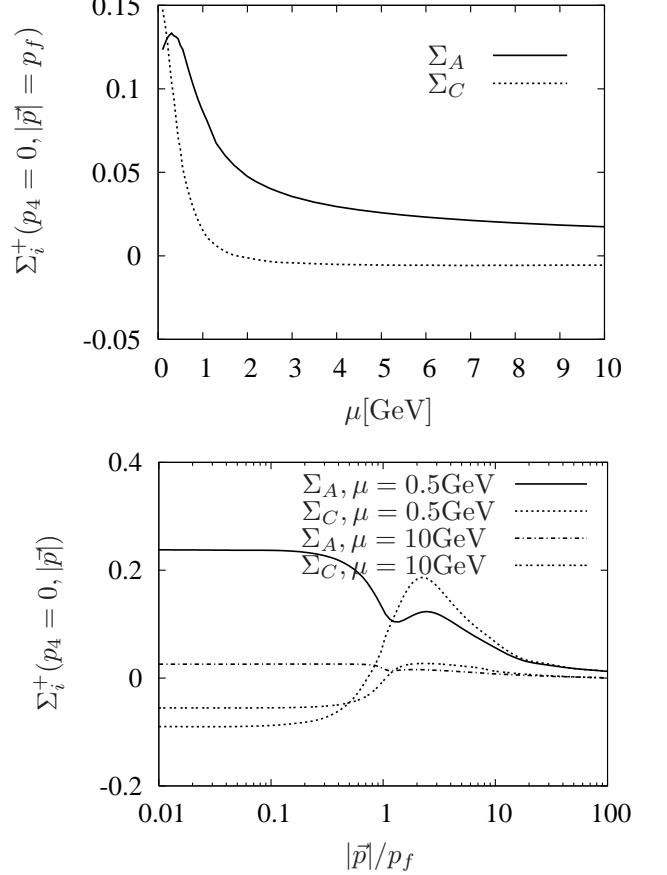 0.15
0.1
0.05
0
-0.05
Σ_i^+(p_4 = 0, |p⃗| = p_f)
Σ_A
Σ_C
0 1 2 3 4 5 6 7 8 9 10
μ[GeV]
0.4
0.2
0
-0.2
Σ_i^+(p_4 = 0, |p⃗|)
Σ_A, μ = 0.5GeV
Σ_C, μ = 0.5GeV
Σ_A, μ = 10GeV
Σ_C, μ = 10GeV
0.01 0.1 1 10 100
|p⃗|/p_f